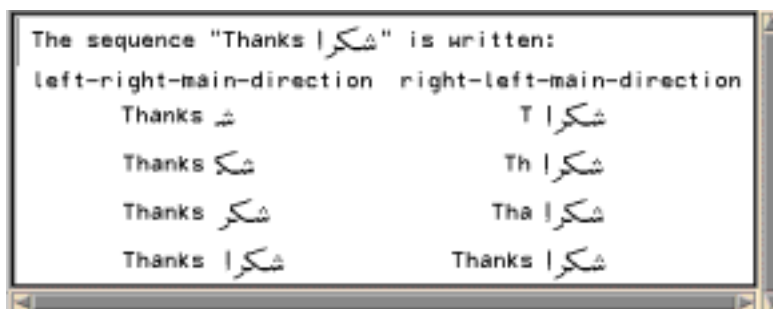 The sequence "Thanks شكرا" is written:
left-right-main-direction right-left-main-direction
Thanks ش T شكرا
Thanks شك Th شكرا
Thanks شكر Tha شكرا
Thanks شكرا Thanks شكرا